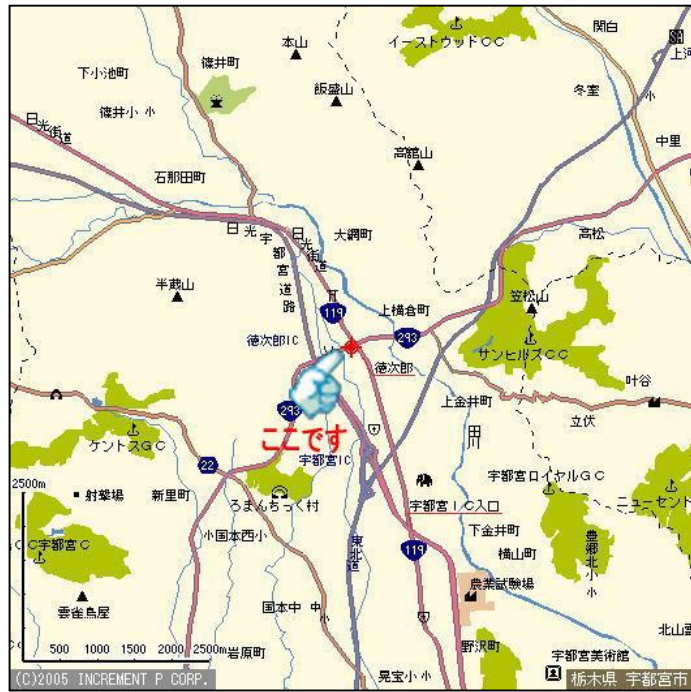 本山
イーストウッドCC
関白
上河
下小池町
篠井町
飯盛山
冬室
篠井小
小
小
日光街道
高舘山
中里
石那田町
日光宇都宮道路
日光街道
大網町
高松
半蔵山
119
上横倉町
笠松山
徳次郎IC
293
徳次郎
サンヒルズCC
叶谷
293
ここです
上金井町
立伏
ケントスGC
田川
22
宇都宮IC
宇都宮ロイヤルGC
2500m
射撃場
新里町
ろまんちっく村
宇都宮IC入口
ニューセント
小国本西小
東北道
119
下金井町
豊郷北小
小
宇都宮C
横山町
農業試験場
雲雀鳥屋
国本中
中
小
北山霊
500 1000 1500 2000 2500m
岩原町
野沢町
宇都宮美術館
晃宝小
小
(C)2005 INCREMENT P CORP.
栃木県 宇都宮市